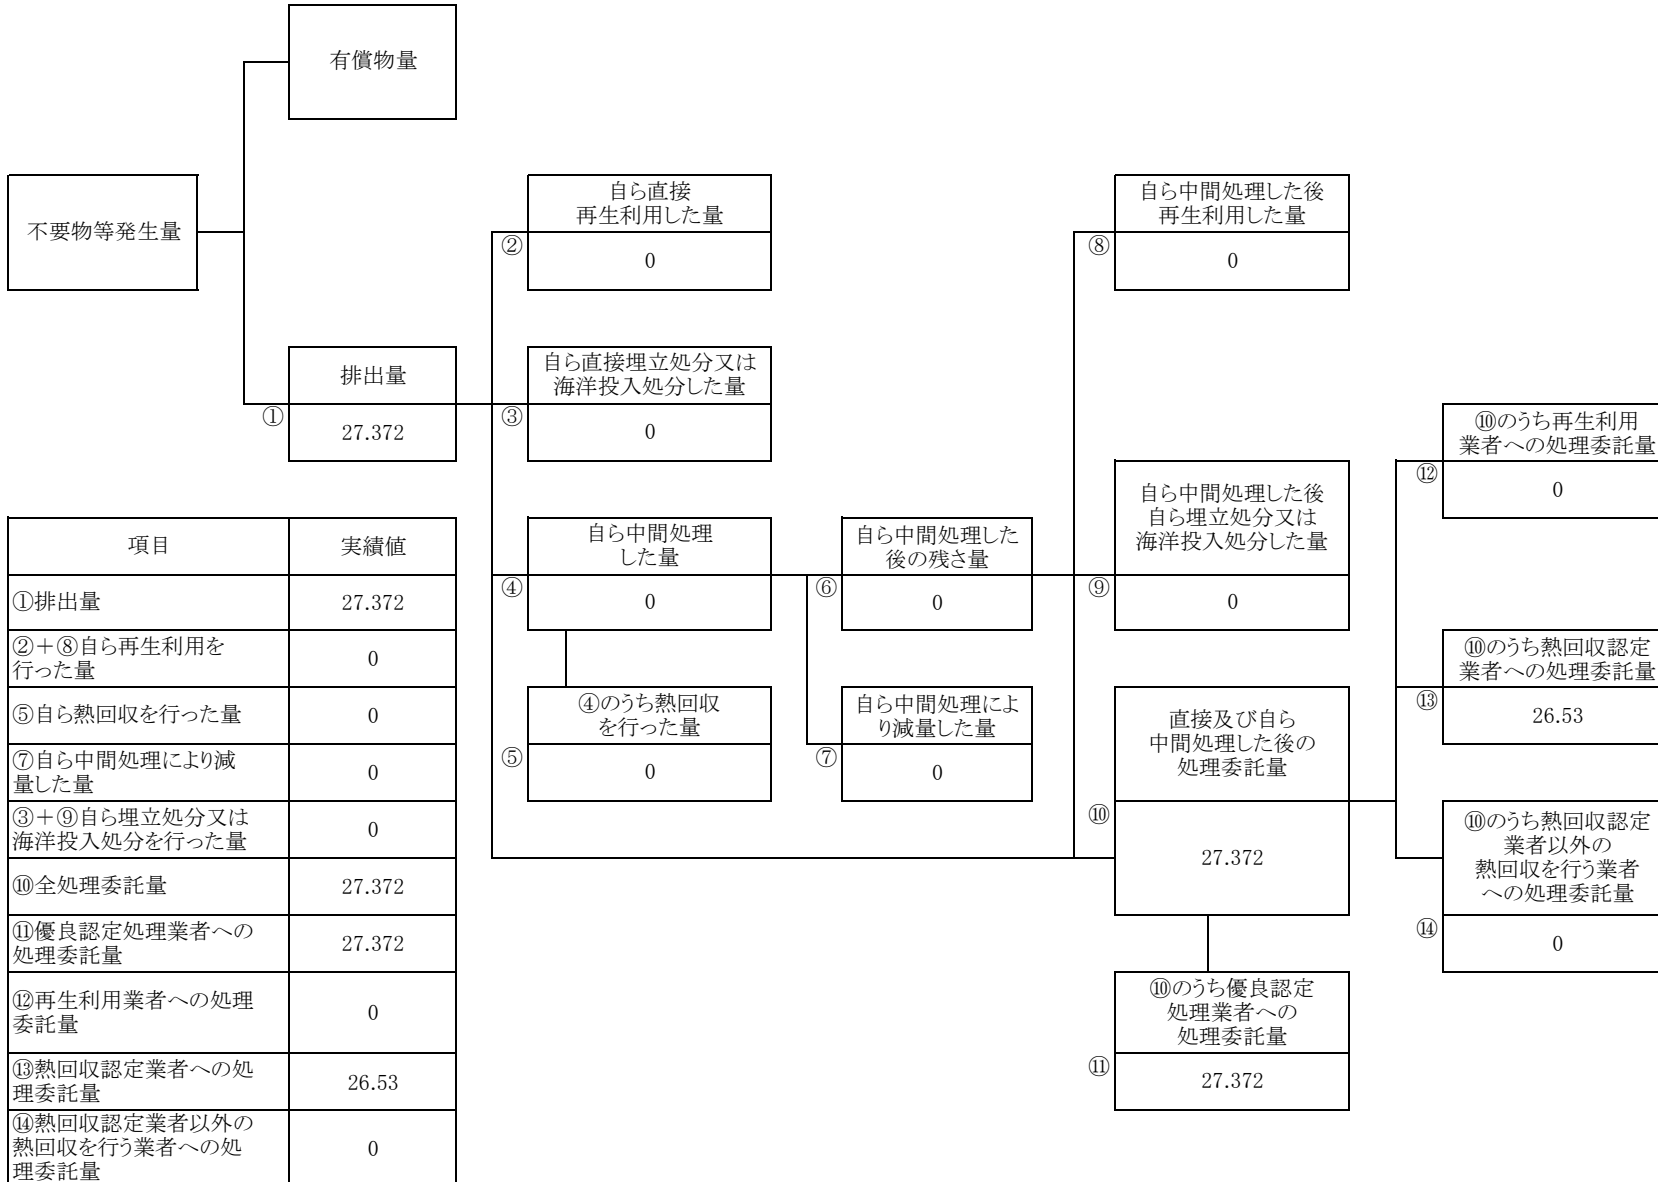 有償物量
不要物等発生量
自ら直接
再生利用した量
②
0
自ら中間処理した後
再生利用した量
⑧
0
排出量
①
27.372
自ら直接埋立処分又は
海洋投入処分した量
③
0
⑩のうち再生利用
業者への処理委託量
⑫
0
自ら中間処理
した量
④
0
自ら中間処理した
後の残さ量
⑥
0
自ら中間処理した後
自ら埋立処分又は
海洋投入処分した量
⑨
0
⑩のうち熱回収認定
業者への処理委託量
⑬
26.53
④のうち熱回収
を行った量
⑤
0
自ら中間処理によ
り減量した量
⑦
0
直接及び自ら
中間処理した後の
処理委託量
⑩
27.372
⑩のうち熱回収認定
業者以外の
熱回収を行う業者
への処理委託量
⑭
0
⑩のうち優良認定
処理業者への
処理委託量
⑪
27.372
項目 実績値
①排出量 27.372
②＋⑧自ら再生利用を
行った量 0
⑤自ら熱回収を行った量 0
⑦自ら中間処理により減
量した量 0
③＋⑨自ら埋立処分又は
海洋投入処分を行った量 0
⑩全処理委託量 27.372
⑪優良認定処理業者への
処理委託量 27.372
⑫再生利用業者への処理
委託量 0
⑬熱回収認定業者への処
理委託量 26.53
⑭熱回収認定業者以外の
熱回収を行う業者への処
理委託量 0